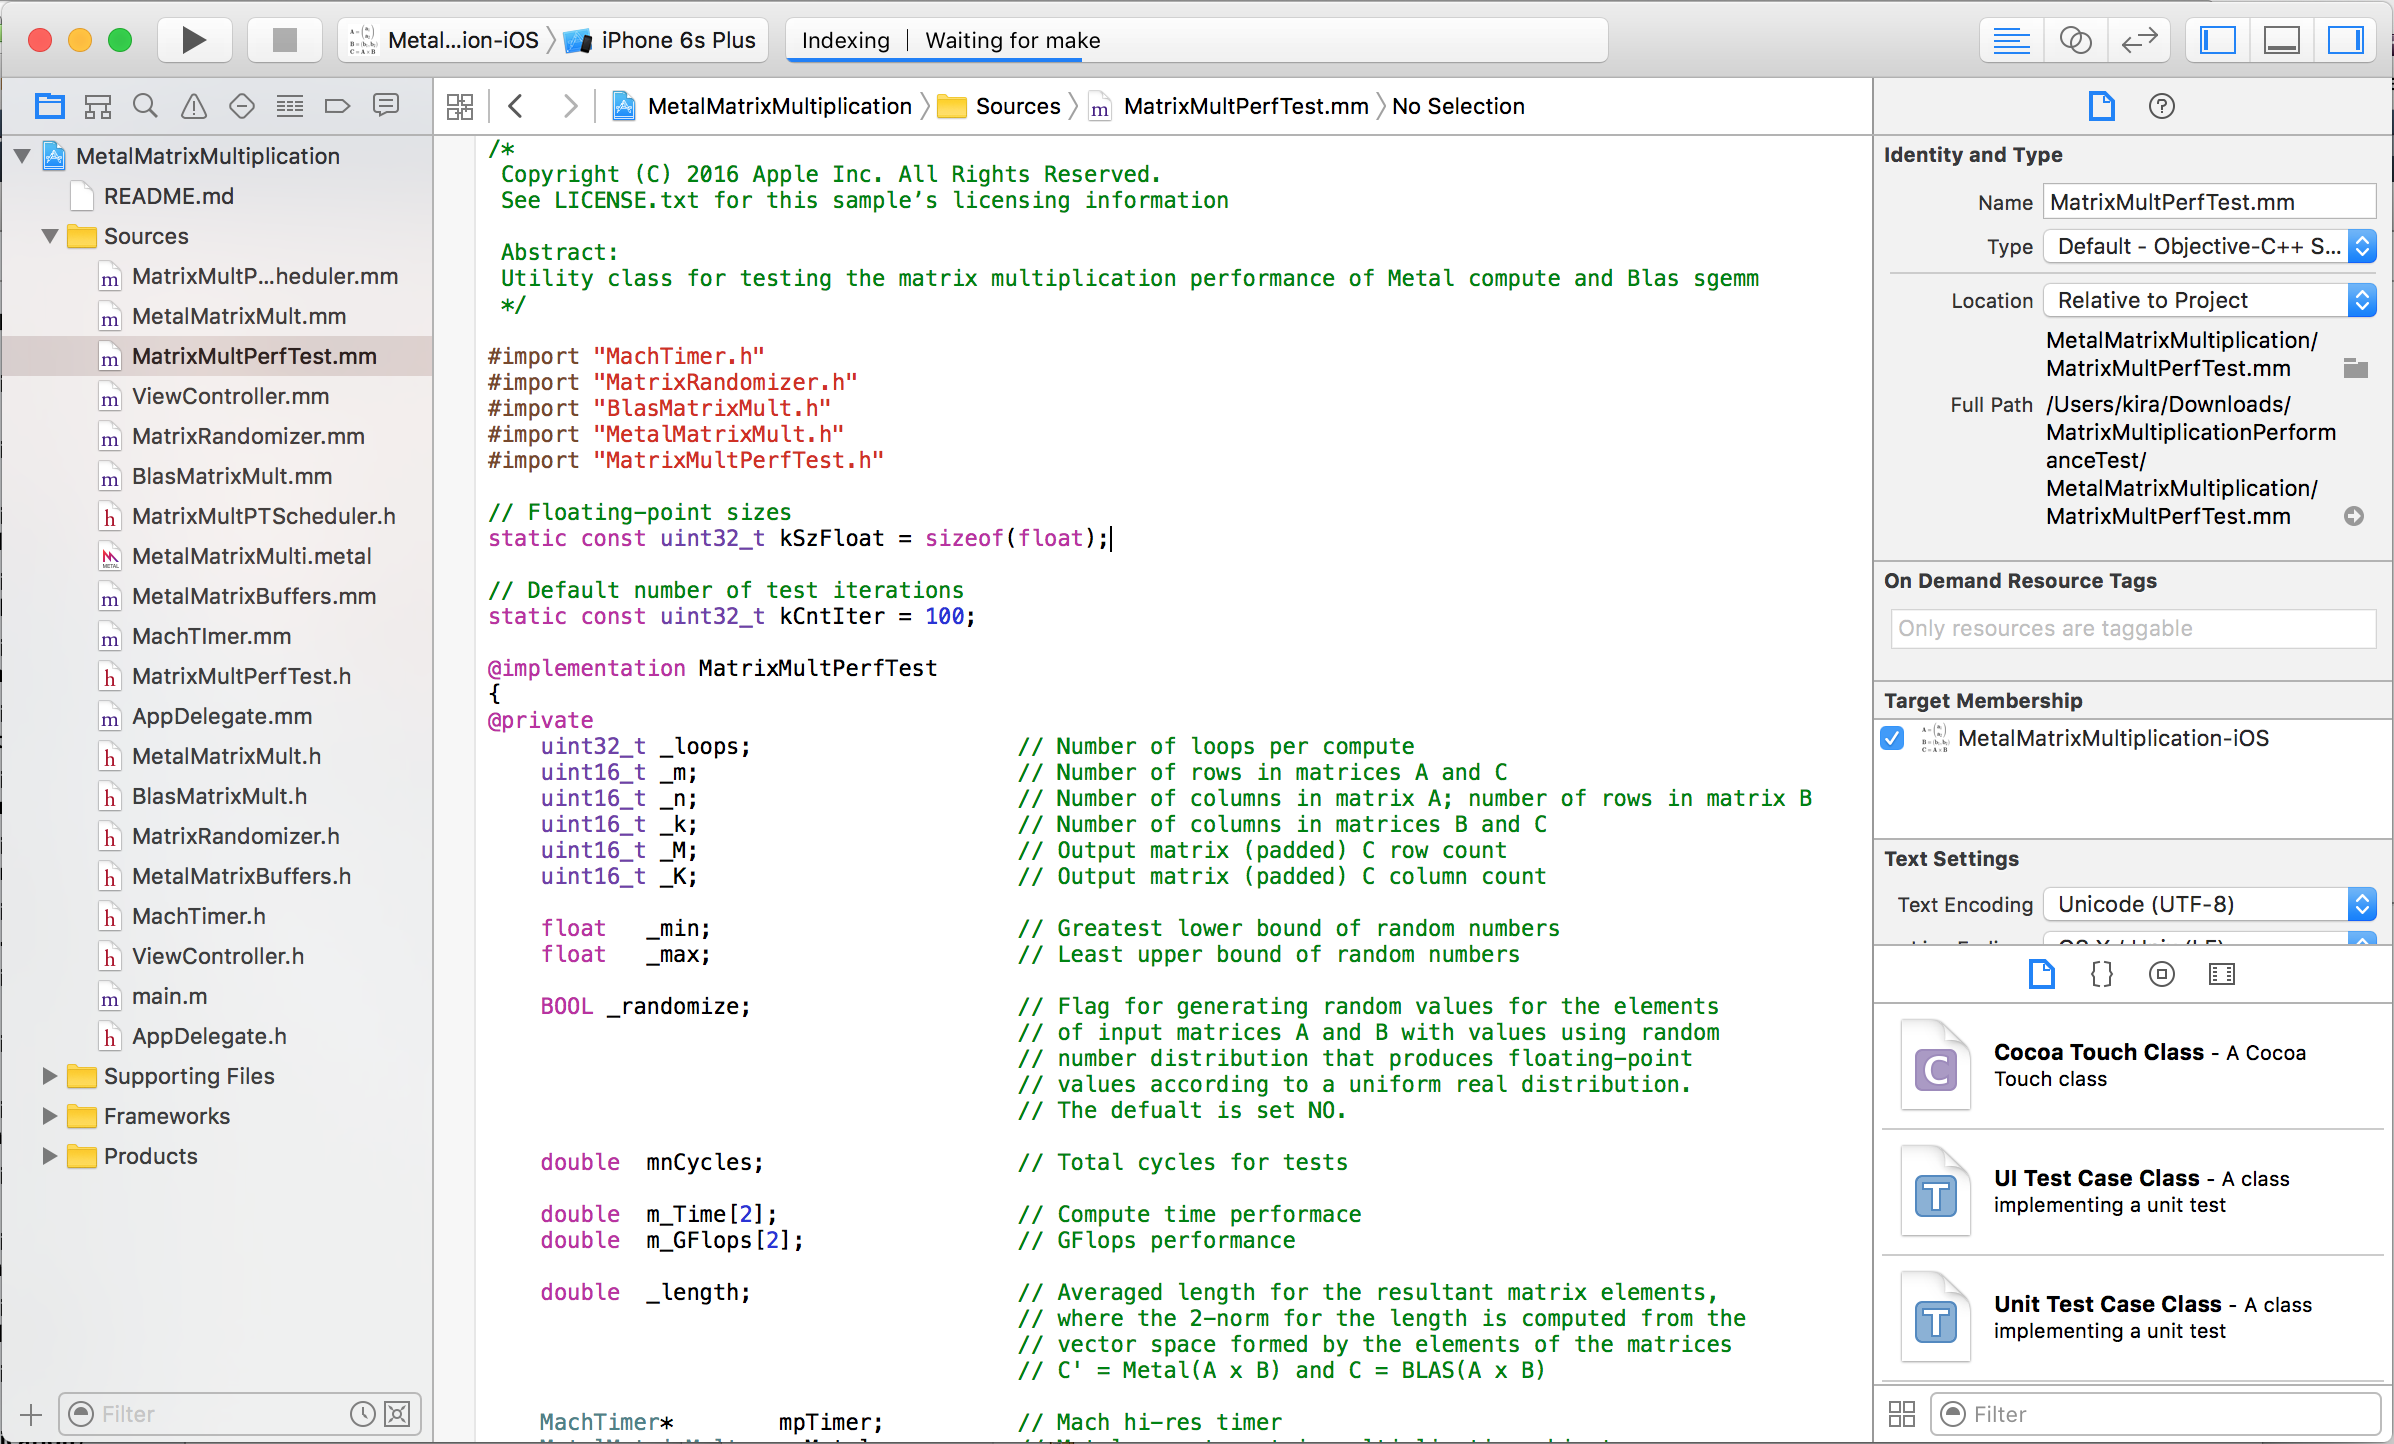 Metal...ion-iOS
iPhone 6s Plus
Indexing | Waiting for make
MetalMatrixMultiplication
README.md
Sources
MatrixMultP...heduler.mm
MetalMatrixMult.mm
MatrixMultPerfTest.mm
ViewController.mm
MatrixRandomizer.mm
BlasMatrixMult.mm
MatrixMultPTScheduler.h
MetalMatrixMulti.metal
MetalMatrixBuffers.mm
MachTImer.mm
MatrixMultPerfTest.h
AppDelegate.mm
MetalMatrixMult.h
BlasMatrixMult.h
MatrixRandomizer.h
MetalMatrixBuffers.h
MachTimer.h
ViewController.h
main.m
AppDelegate.h
Supporting Files
Frameworks
Products
Filter
MetalMatrixMultiplication
Sources
MatrixMultPerfTest.mm
No Selection
/*
Copyright (C) 2016 Apple Inc. All Rights Reserved.
See LICENSE.txt for this sample’s licensing information
Abstract:
Utility class for testing the matrix multiplication performance of Metal compute and Blas sgemm
*/
#import "MachTimer.h"
#import "MatrixRandomizer.h"
#import "BlasMatrixMult.h"
#import "MetalMatrixMult.h"
#import "MatrixMultPerfTest.h"
// Floating-point sizes
static const uint32_t kSzFloat = sizeof(float);
// Default number of test iterations
static const uint32_t kCntIter = 100;
@implementation MatrixMultPerfTest
{
@private
uint32_t _loops; // Number of loops per compute
uint16_t _m; // Number of rows in matrices A and C
uint16_t _n; // Number of columns in matrix A; number of rows in matrix B
uint16_t _k; // Number of columns in matrices B and C
uint16_t _M; // Output matrix (padded) C row count
uint16_t _K; // Output matrix (padded) C column count
float _min; // Greatest lower bound of random numbers
float _max; // Least upper bound of random numbers
BOOL _randomize; // Flag for generating random values for the elements
// of input matrices A and B with values using random
// number distribution that produces floating-point
// values according to a uniform real distribution.
// The defualt is set NO.
double mnCycles; // Total cycles for tests
double m_Time[2]; // Compute time performace
double m_GFlops[2]; // GFlops performance
double _length; // Averaged length for the resultant matrix elements,
// where the 2-norm for the length is computed from the
// vector space formed by the elements of the matrices
// C' = Metal(A x B) and C = BLAS(A x B)
MachTimer* mpTimer; // Mach hi-res timer
Identity and Type
Name MatrixMultPerfTest.mm
Type Default - Objective-C++ S...
Location Relative to Project
MetalMatrixMultiplication/
MatrixMultPerfTest.mm
Full Path /Users/kira/Downloads/
MatrixMultiplicationPerform
anceTest/
MetalMatrixMultiplication/
MatrixMultPerfTest.mm
On Demand Resource Tags
Only resources are taggable
Target Membership
MetalMatrixMultiplication-iOS
Text Settings
Text Encoding Unicode (UTF-8)
Cocoa Touch Class - A Cocoa
Touch class
UI Test Case Class - A class
implementing a unit test
Unit Test Case Class - A class
implementing a unit test
Filter